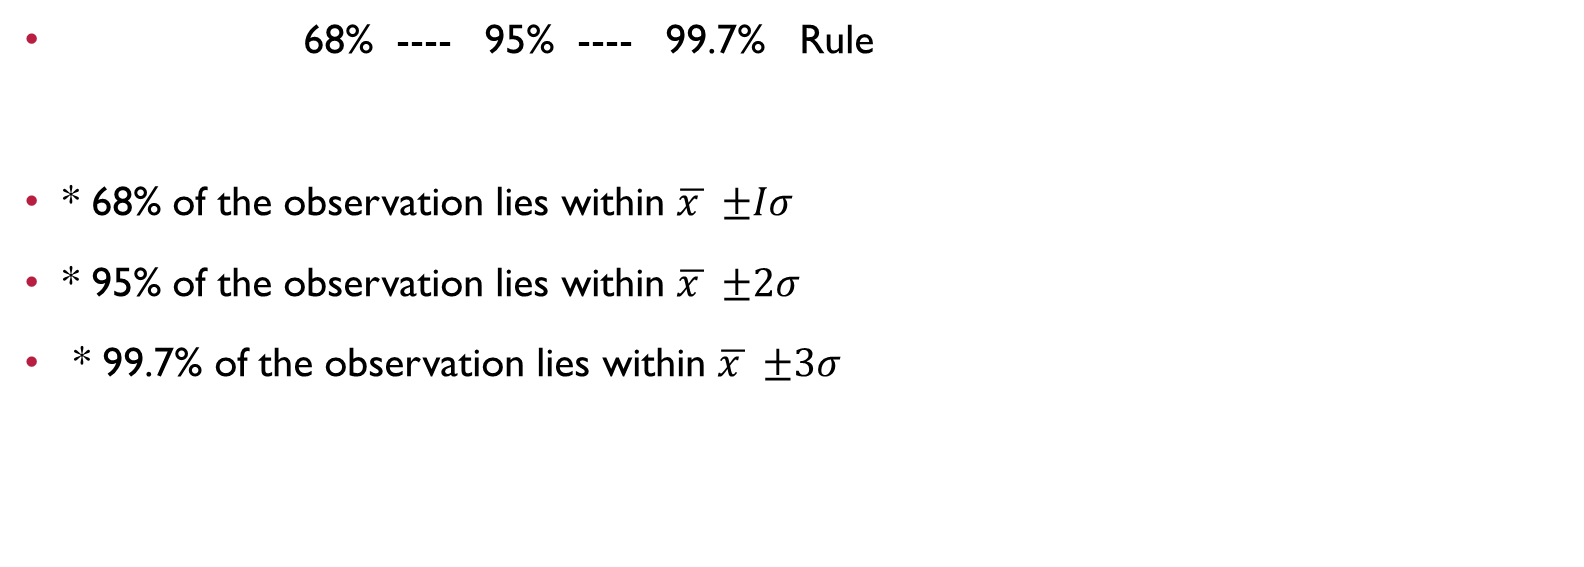 • 68% ---- 95% ---- 99.7% Rule
• * 68% of the observation lies within x̅ ±Iσ
• * 95% of the observation lies within x̅ ±2σ
• * 99.7% of the observation lies within x̅ ±3σ